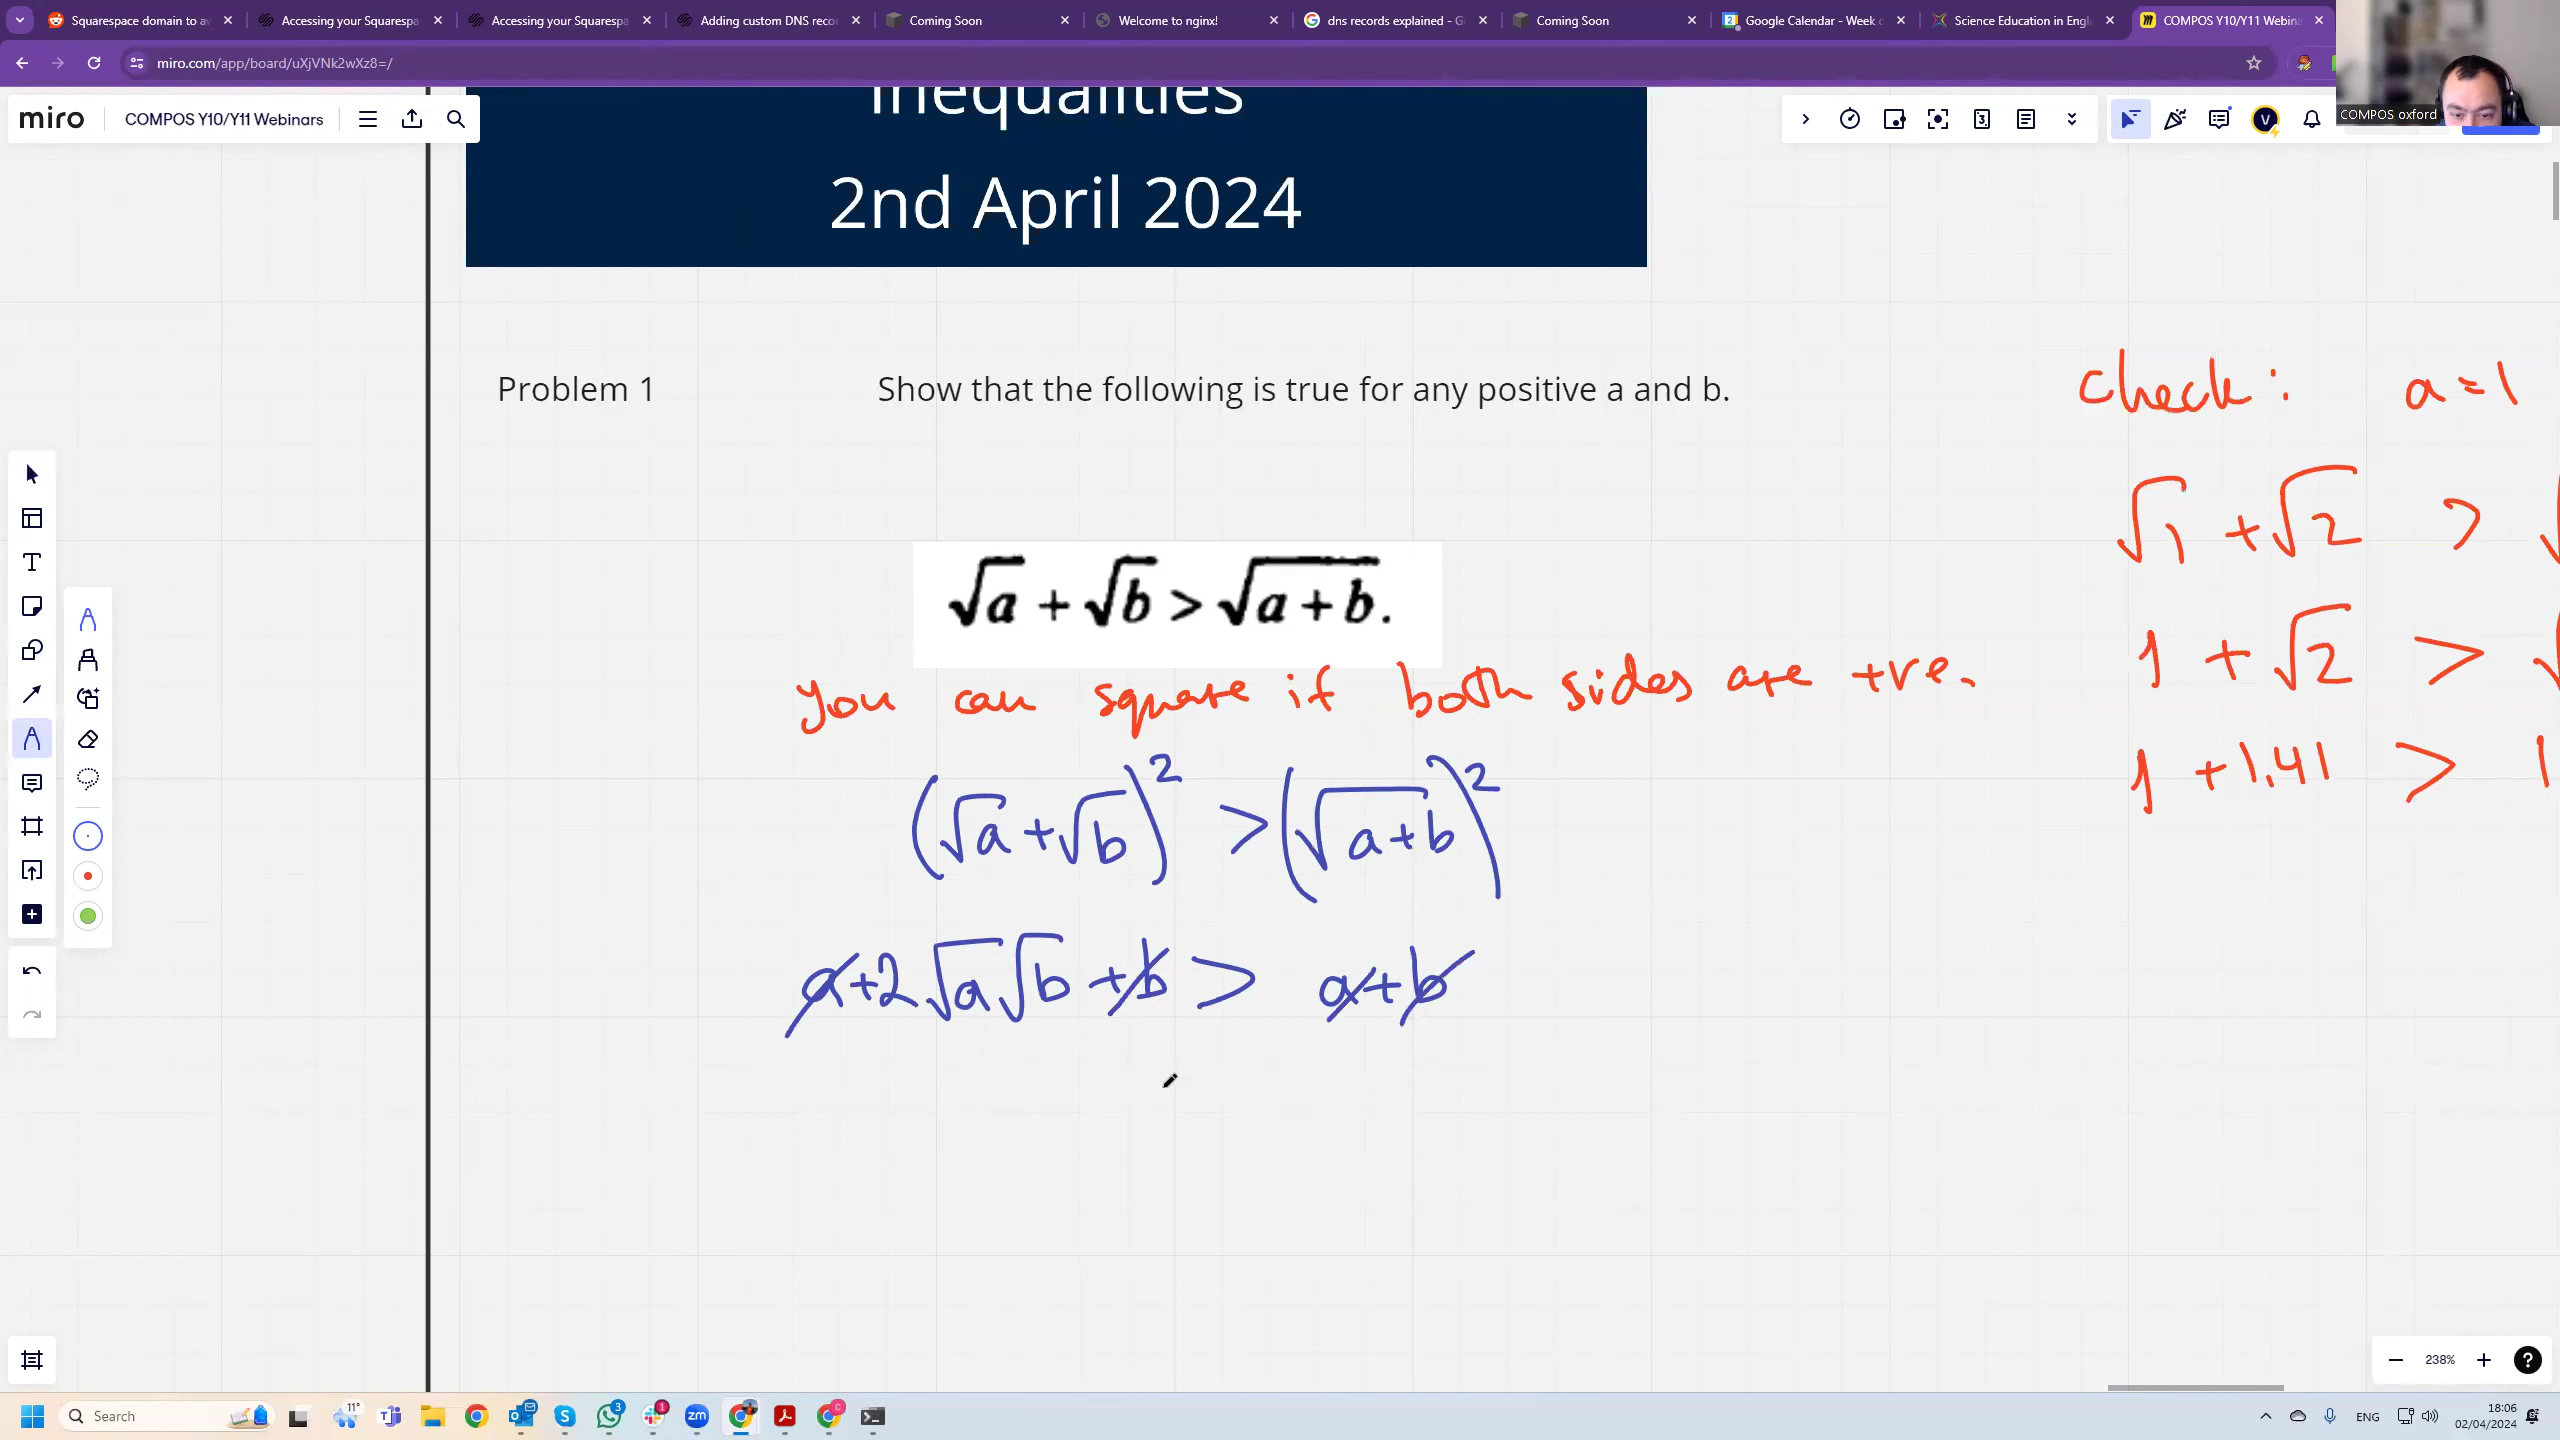 Squarespace domain to av
Accessing your Squarespa
Accessing your Squarespa
Adding custom DNS recor
Coming Soon
Welcome to nginx!
dns records explained - G
Coming Soon
Google Calendar - Week o
Science Education in Engl
COMPOS Y10/Y11 Webina
miro.com/app/board/uXjVNk2wXz8=/
miro
COMPOS Y10/Y11 Webinars
COMPOS oxford
Inequalities
2nd April 2024
Problem 1
Show that the following is true for any positive a and b.
√a + √b > √(a + b).
you can square if both sides are +ve.
(√a + √b)² > (√(a+b))²
a + 2√a√b + b > a + b
check: a = 1
√1 + √2 > √
1 + √2 > √
1 + 1.41 > 1
238%
Search
11°
ENG
18:06
02/04/2024